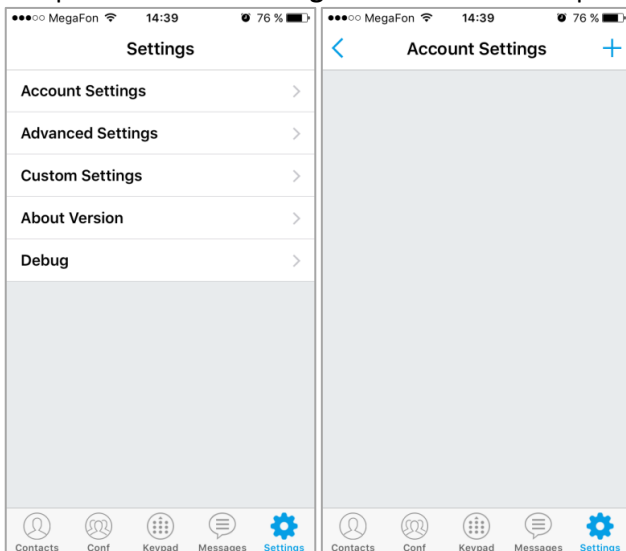 MegaFon 14:39 76 %
Settings
Account Settings
Advanced Settings
Custom Settings
About Version
Debug
Contacts Conf Keypad Messages Settings
MegaFon 14:39 76 %
Account Settings
Contacts Conf Keypad Messages Settings